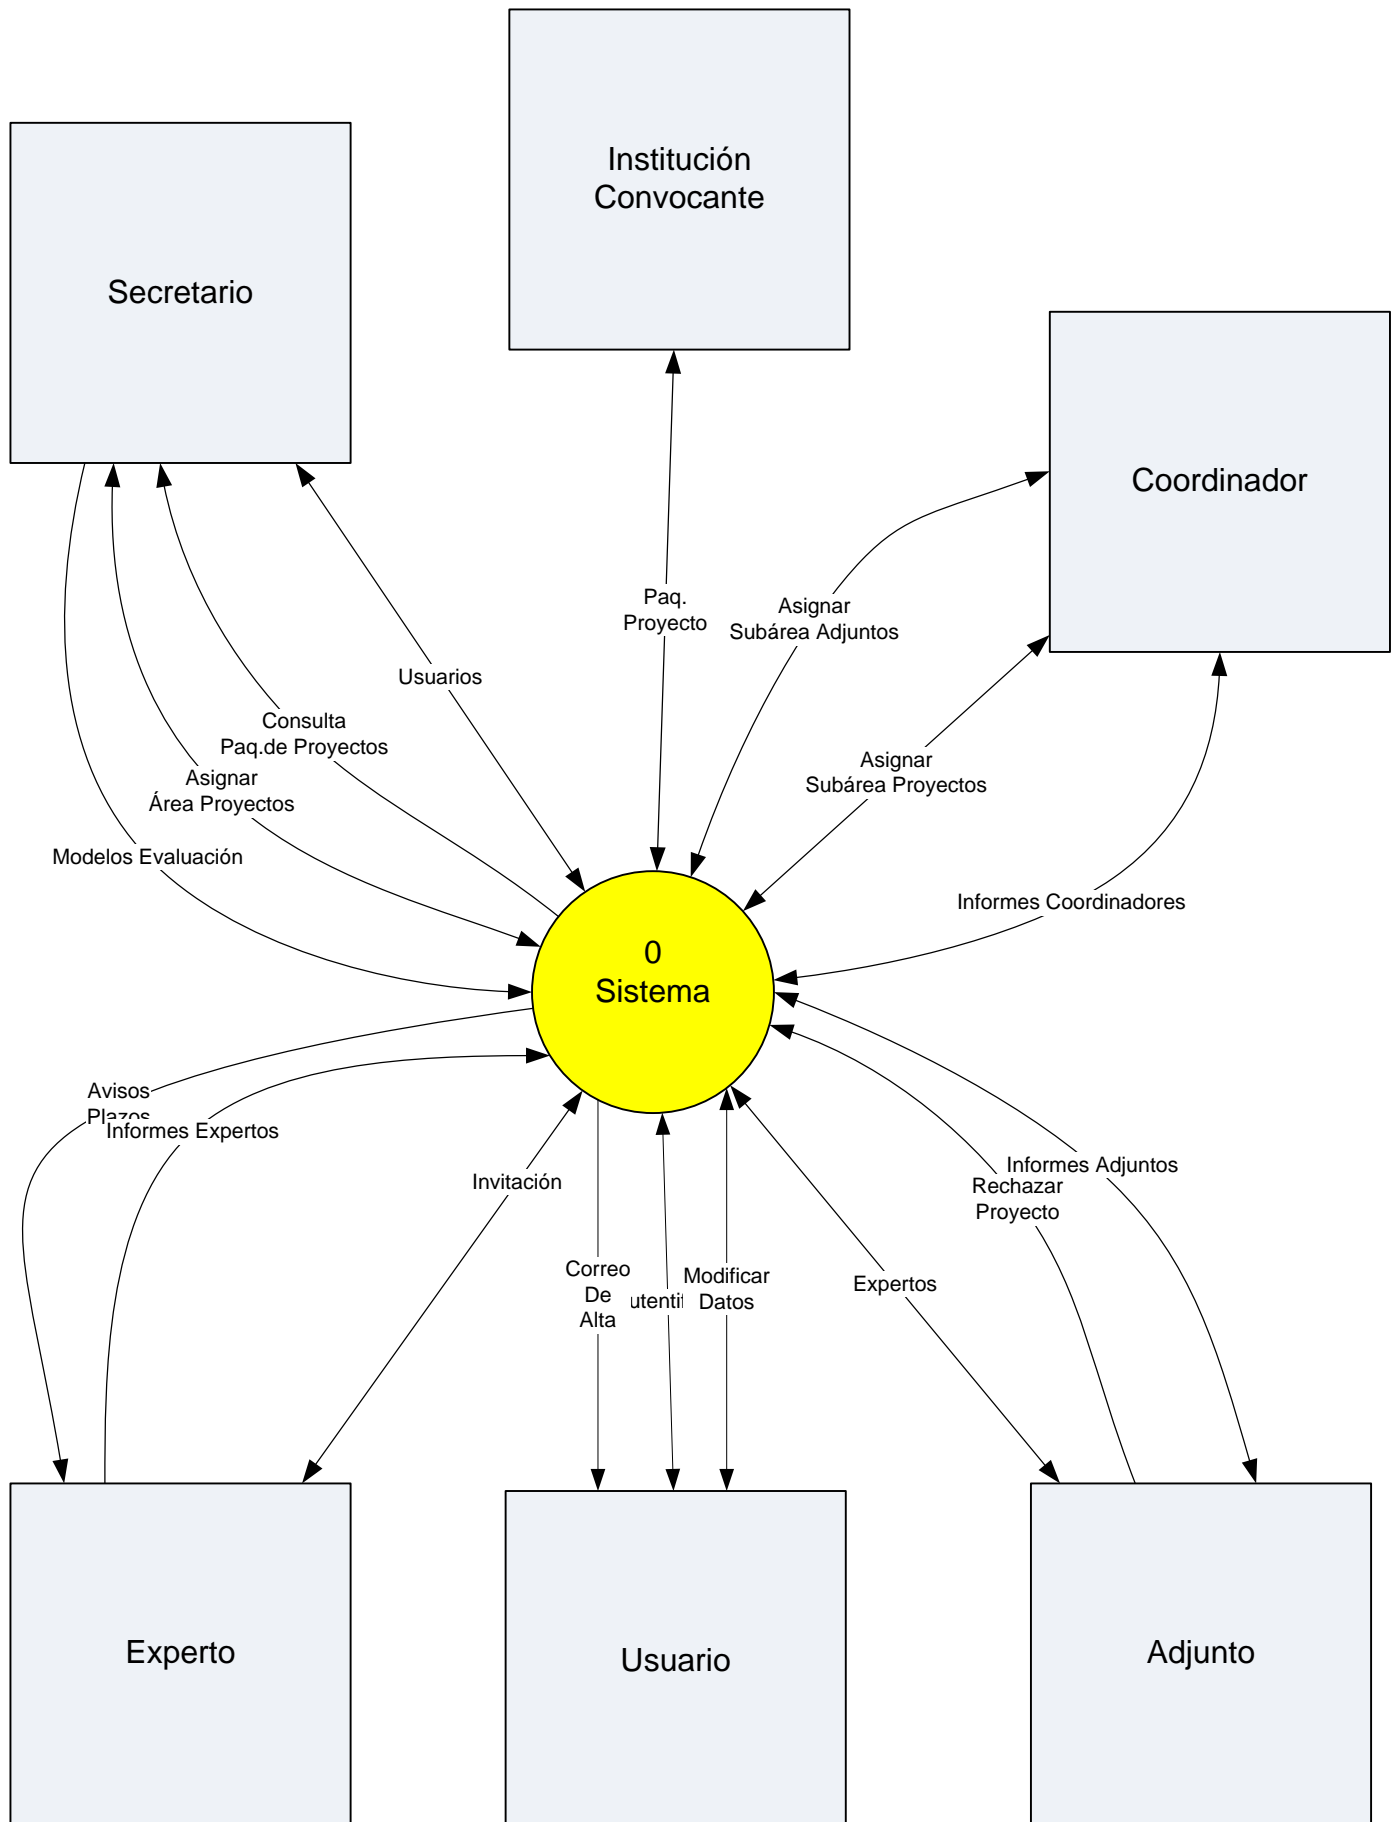 Institución
Convocante
Secretario
Coordinador
Paq.
Proyecto
Asignar
Subárea Adjuntos
Usuarios
Consulta
Paq.de Proyectos
Asignar
Subárea Proyectos
Asignar
Área Proyectos
Modelos Evaluación
Informes Coordinadores
0
Sistema
Avisos
Plazos
Informes Expertos
Invitación
Informes Adjuntos
Rechazar
Proyecto
Correo
De
Alta
utenti
Modificar
Datos
Expertos
Experto
Usuario
Adjunto